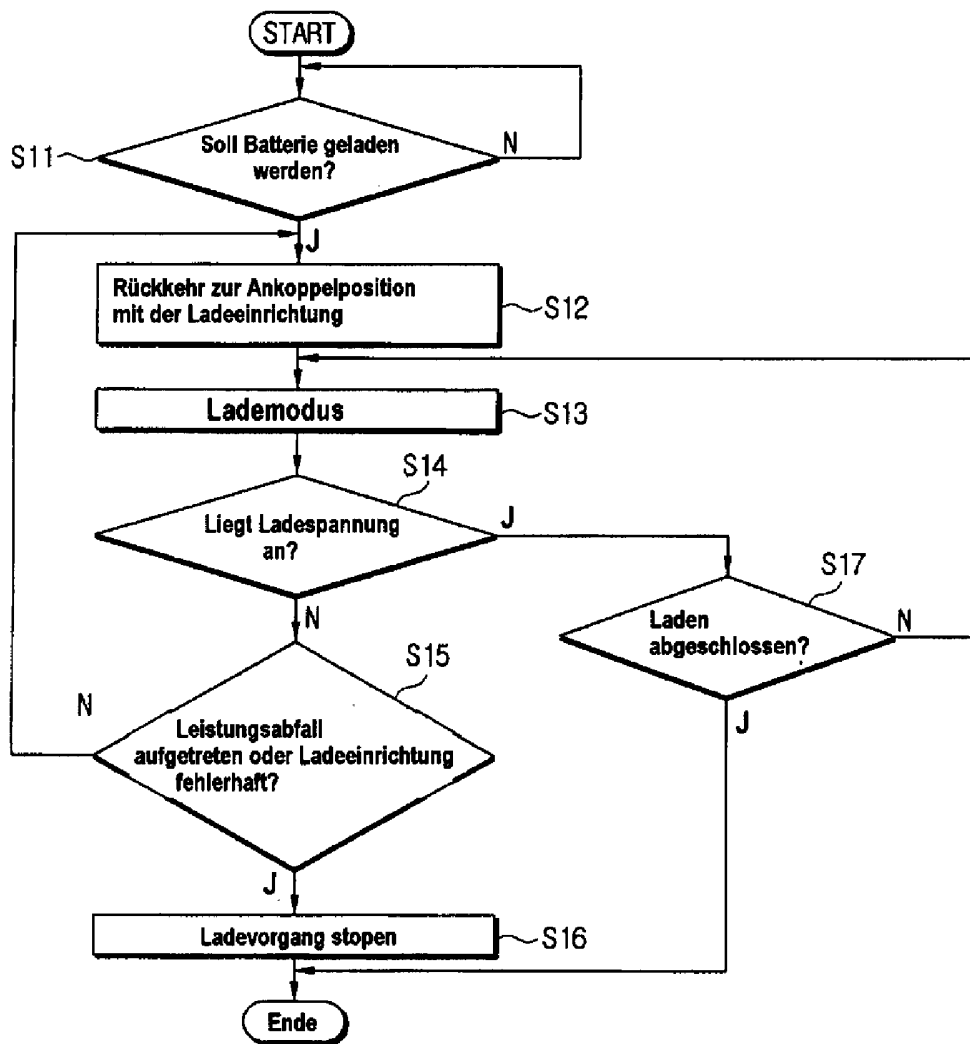 START
Soll Batterie geladen
werden?
S11
N
J
Rückkehr zur Ankoppelposition
mit der Ladeeinrichtung
S12
Lademodus
S13
S14
Liegt Ladespannung
an?
J
N
S17
Laden
abgeschlossen?
N
J
S15
N
Leistungsabfall
aufgetreten oder Ladeeinrichtung
fehlerhaft?
J
Ladevorgang stopen
S16
Ende